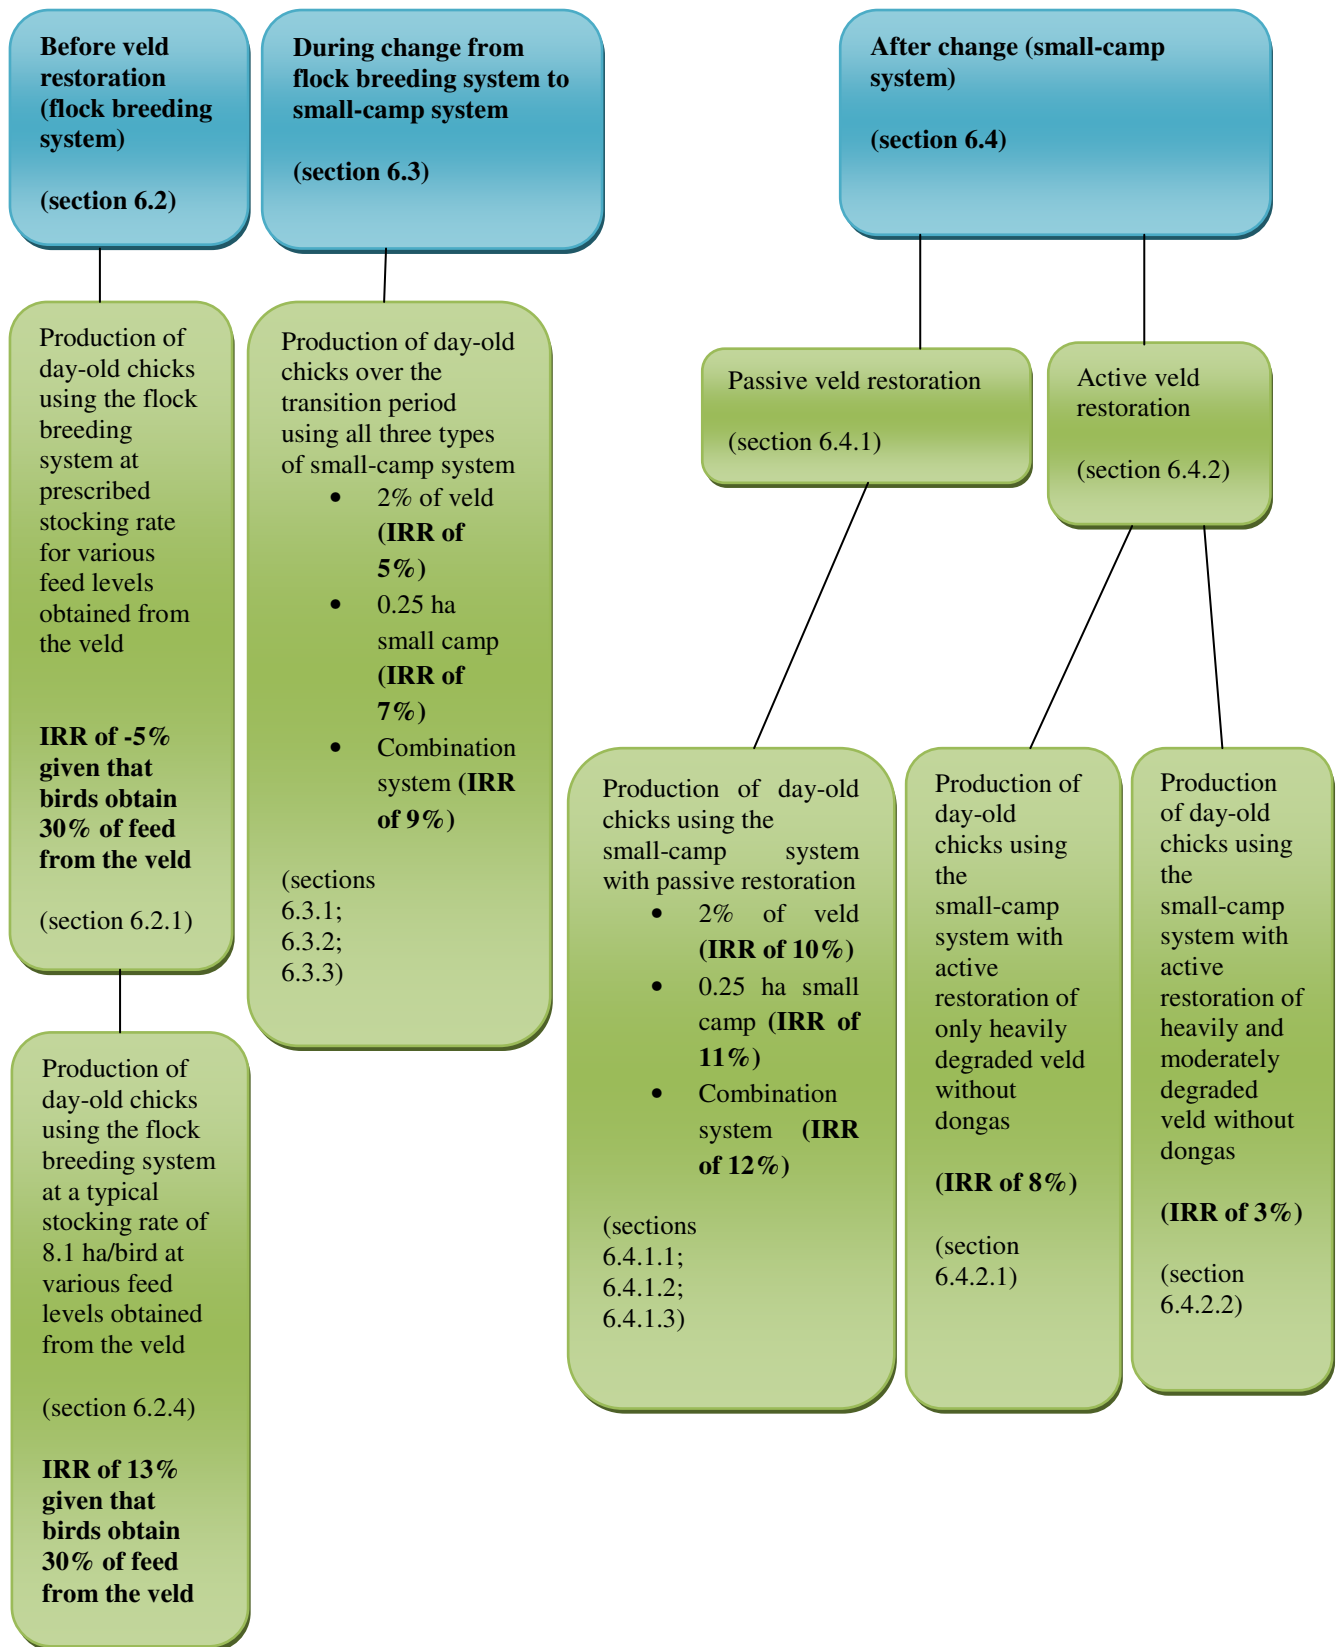 Before veld
restoration
(flock breeding
system)
(section 6.2)
During change from
flock breeding system to
small-camp system
(section 6.3)
After change (small-camp
system)
(section 6.4)
Production of
day-old chicks
using the flock
breeding
system at
prescribed
stocking rate
for various
feed levels
obtained from
the veld
IRR of -5%
given that
birds obtain
30% of feed
from the veld
(section 6.2.1)
Production of
day-old chicks
using the flock
breeding system
at a typical
stocking rate of
8.1 ha/bird at
various feed
levels obtained
from the veld
(section 6.2.4)
IRR of 13%
given that
birds obtain
30% of feed
from the veld
Production of day-old
chicks over the
transition period
using all three types
of small-camp system
• 2% of veld
(IRR of
5%)
• 0.25 ha
small camp
(IRR of
7%)
• Combination
system (IRR
of 9%)
(sections
6.3.1;
6.3.2;
6.3.3)
Passive veld restoration
(section 6.4.1)
Active veld
restoration
(section 6.4.2)
Production of day-old
chicks using the
small-camp system
with passive restoration
• 2% of veld
(IRR of 10%)
• 0.25 ha small
camp (IRR of
11%)
• Combination
system (IRR
of 12%)
(sections
6.4.1.1;
6.4.1.2;
6.4.1.3)
Production of
day-old
chicks using
the
small-camp
system with
active
restoration of
only heavily
degraded veld
without
dongas
(IRR of 8%)
(section
6.4.2.1)
Production
of day-old
chicks using
the
small-camp
system with
active
restoration of
heavily and
moderately
degraded
veld without
dongas
(IRR of 3%)
(section
6.4.2.2)